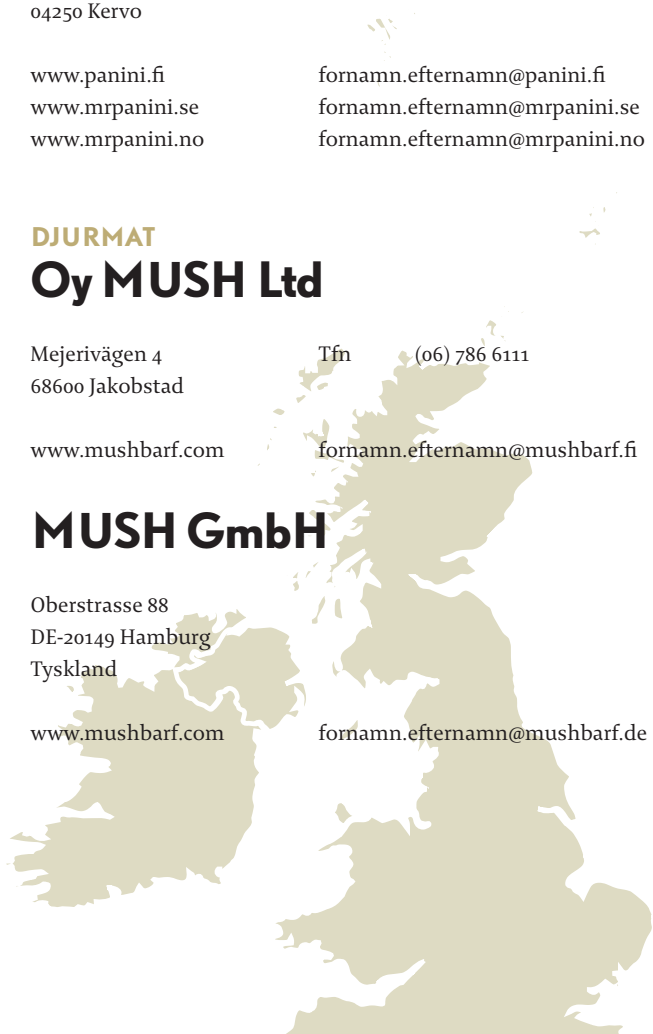 04250 Kervo
www.panini.fi fornamn.efternamn@panini.fi
www.mrpanini.se fornamn.efternamn@mrpanini.se
www.mrpanini.no fornamn.efternamn@mrpanini.no
DJURMAT
Oy MUSH Ltd
Mejerivägen 4 Tfn (06) 786 6111
68600 Jakobstad
www.mushbarf.com fornamn.efternamn@mushbarf.fi
MUSH GmbH
Oberstrasse 88
DE-20149 Hamburg
Tyskland
www.mushbarf.com fornamn.efternamn@mushbarf.de